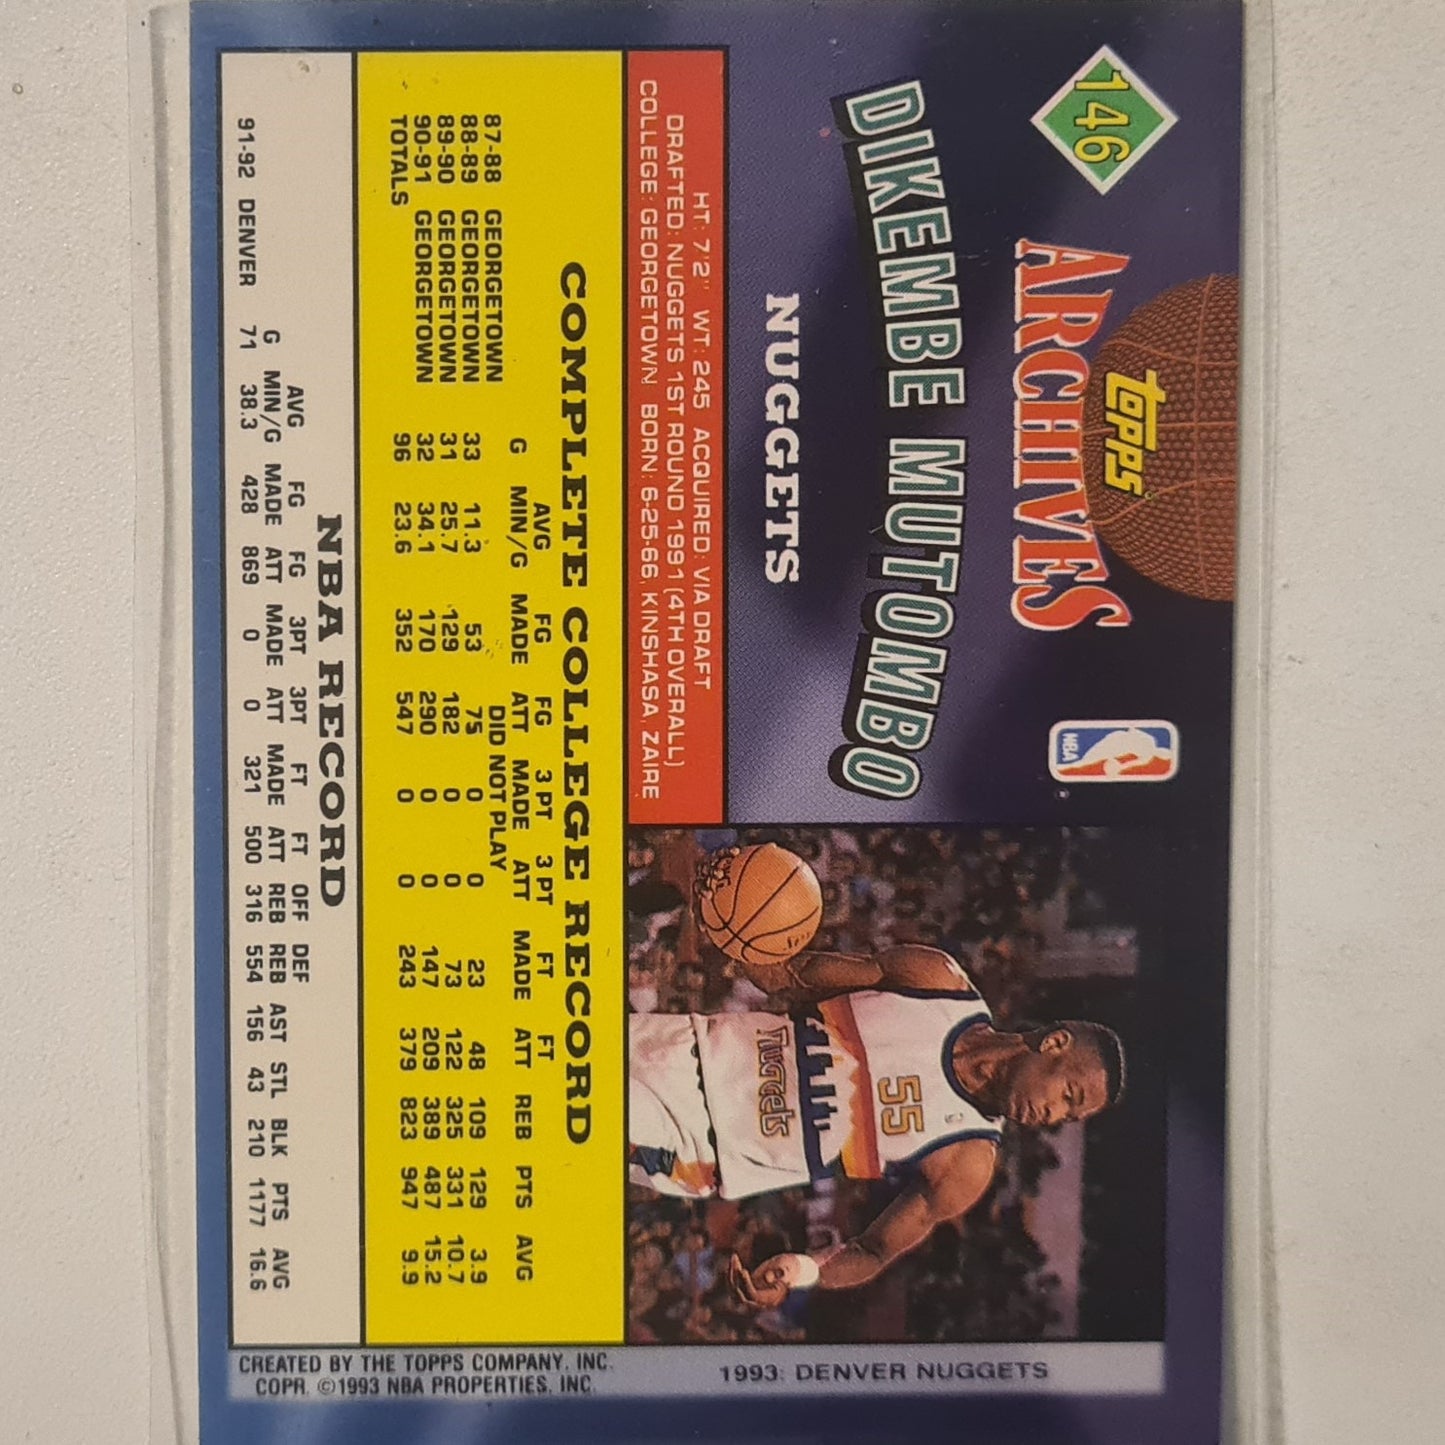 146
topps
ARCHIVES
NBA
DIKEMBE MUTOMBO
NUGGETS
HT: 7'2" WT: 245 ACQUIRED: VIA DRAFT
DRAFTED: NUGGETS 1ST ROUND 1991 (4TH OVERALL)
COLLEGE: GEORGETOWN BORN: 6-25-66, KINSHASA, ZAIRE
Nuggets
55
COMPLETE COLLEGE RECORD
AVG FG FG 3 PT 3 PT FT FT
G MIN/G MADE ATT MADE ATT MADE ATT REB PTS AVG
87-88 GEORGETOWN DID NOT PLAY
88-89 GEORGETOWN 33 11.3 53 75 0 0 23 48 109 129 3.9
89-90 GEORGETOWN 31 25.7 129 182 0 0 73 122 325 331 10.7
90-91 GEORGETOWN 32 34.1 170 290 0 0 147 209 389 487 15.2
TOTALS 96 23.6 352 547 0 0 243 379 823 947 9.9
NBA RECORD
AVG FG FG 3PT 3PT FT FT OFF DEF
G MIN/G MADE ATT MADE ATT MADE ATT REB REB AST STL BLK PTS AVG
91-92 DENVER 71 38.3 428 869 0 0 321 500 316 554 156 43 210 1177 16.6
1993: DENVER NUGGETS
CREATED BY THE TOPPS COMPANY, INC.
COPR. ©1993 NBA PROPERTIES, INC.